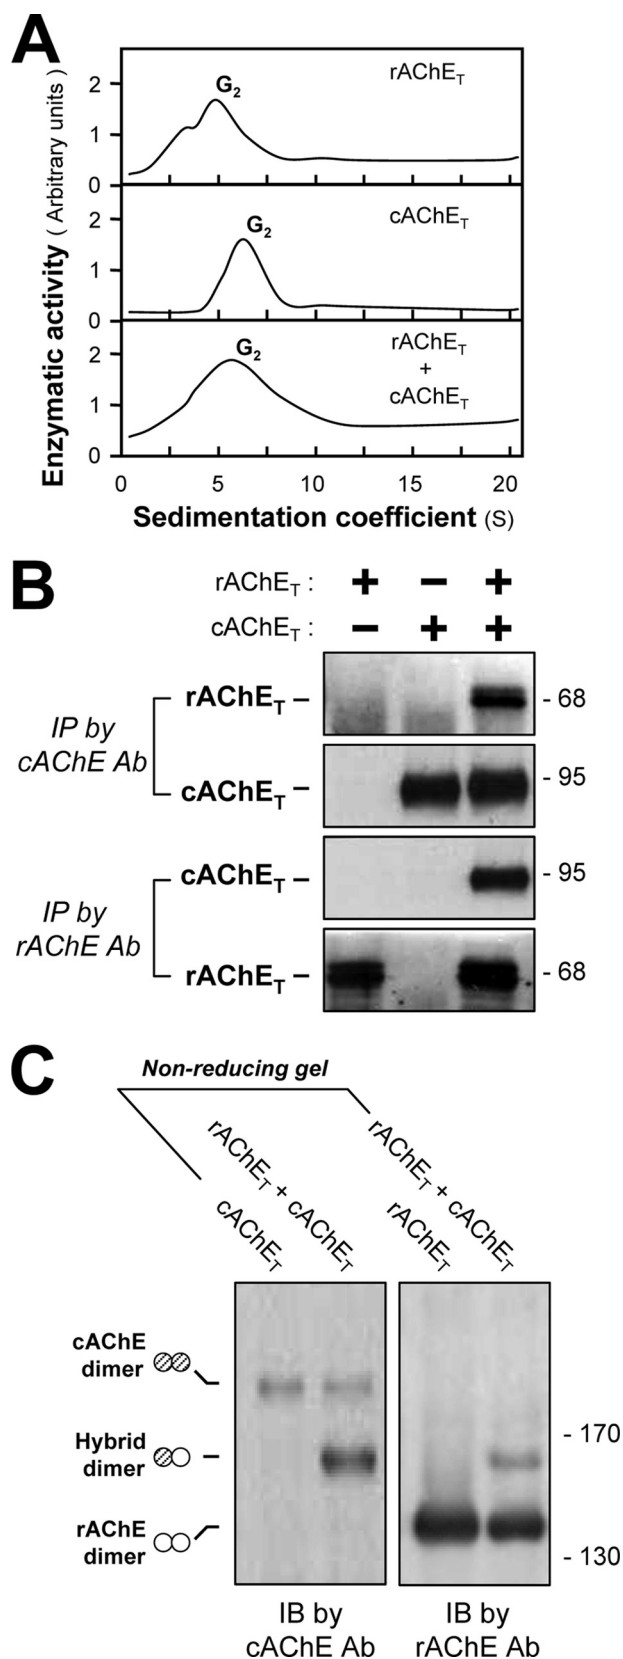 A
Enzymatic activity ( Arbitrary units )
2
1
0
G2
rAChET
2
1
0
G2
cAChET
2
1
0
G2
rAChET
+
cAChET
0 5 10 15 20
Sedimentation coefficient (S)
B
rAChET : + − +
cAChET : − + +
IP by
cAChE Ab
rAChET – - 68
cAChET – - 95
IP by
rAChE Ab
cAChET – - 95
rAChET – - 68
C
Non-reducing gel
cAChET
rAChET + cAChET
rAChET
rAChET + cAChET
cAChE
dimer
Hybrid
dimer
rAChE
dimer
- 170
- 130
IB by
cAChE Ab
IB by
rAChE Ab